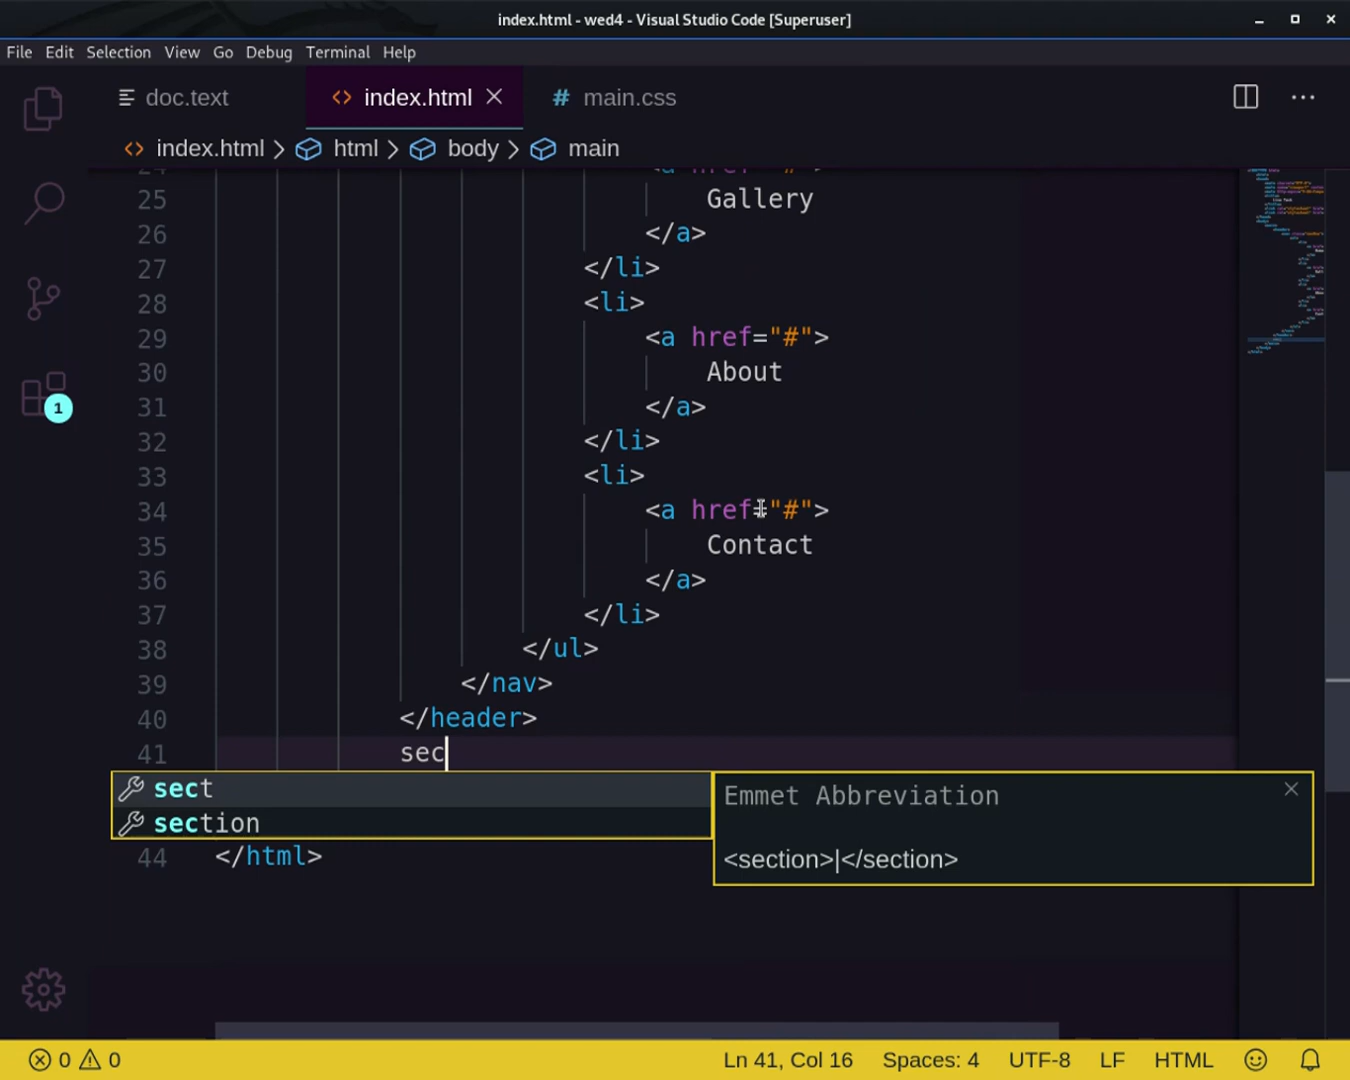 index.html - wed4 - Visual Studio Code [Superuser]
File Edit Selection View Go Debug Terminal Help
doc.text index.html main.css
index.html > html > body > main
24 <a href="#">
25 Gallery
26 </a>
27 </li>
28 <li>
29 <a href="#">
30 About
31 </a>
32 </li>
33 <li>
34 <a href="#">
35 Contact
36 </a>
37 </li>
38 </ul>
39 </nav>
40 </header>
41 sec
sect
section
Emmet Abbreviation
<section>|</section>
44 </html>
1
0 0 Ln 41, Col 16 Spaces: 4 UTF-8 LF HTML